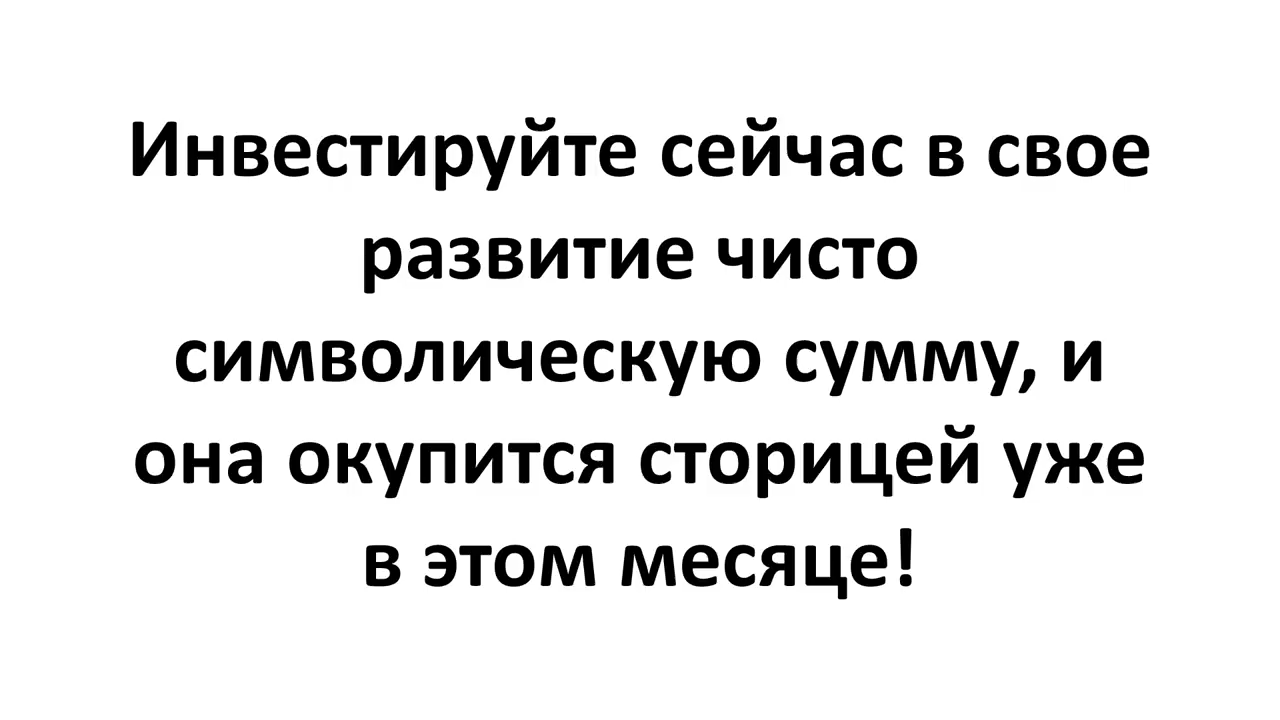 Инвестируйте сейчас в свое
развитие чисто
символическую сумму, и
она окупится сторицей уже
в этом месяце!